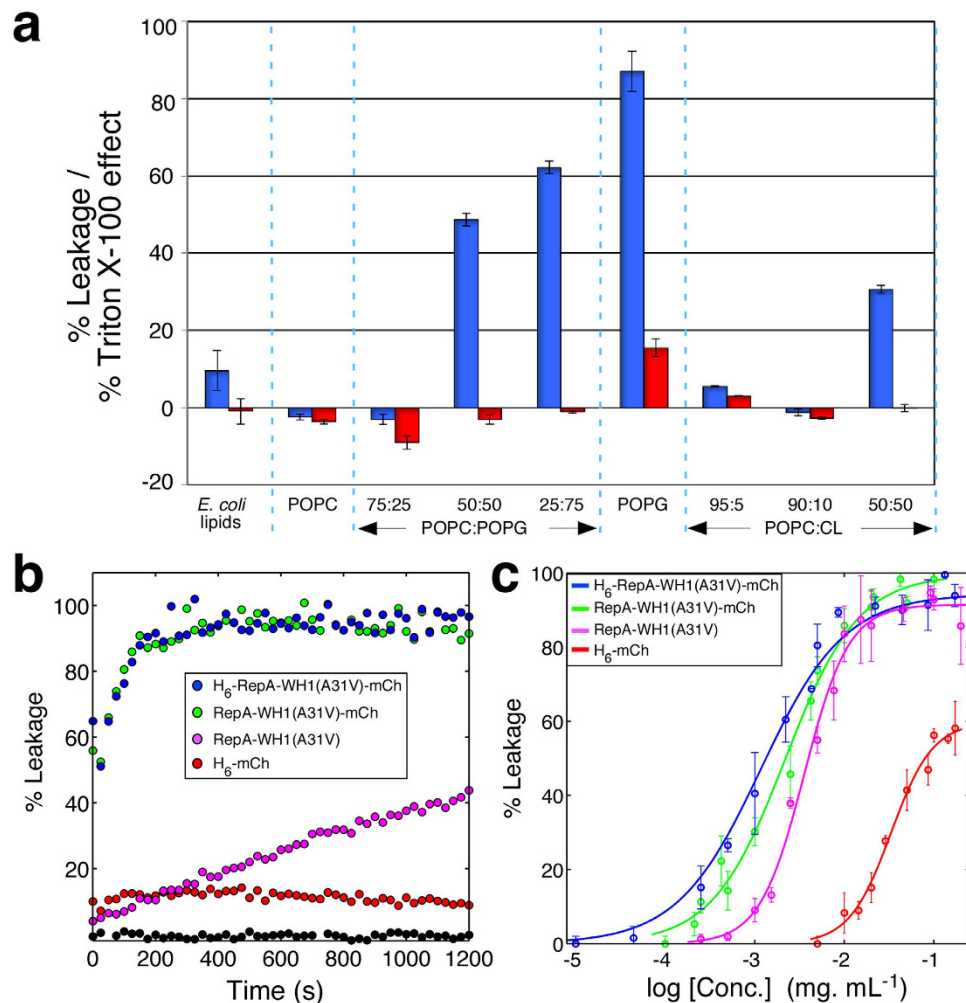 a
% Leakage /
% Triton X-100 effect
100
80
60
40
20
0
-20
E. coli
lipids
POPC
75:25
50:50
25:75
POPC:POPG
POPG
95:5
90:10
50:50
POPC:CL
b
% Leakage
100
80
60
40
20
H6-RepA-WH1(A31V)-mCh
RepA-WH1(A31V)-mCh
RepA-WH1(A31V)
H6-mCh
0
200
400
600
800
1000
1200
Time (s)
c
% Leakage
100
80
60
40
20
0
H6-RepA-WH1(A31V)-mCh
RepA-WH1(A31V)-mCh
RepA-WH1(A31V)
H6-mCh
-5
-4
-3
-2
-1
log [Conc.] (mg. mL-1)